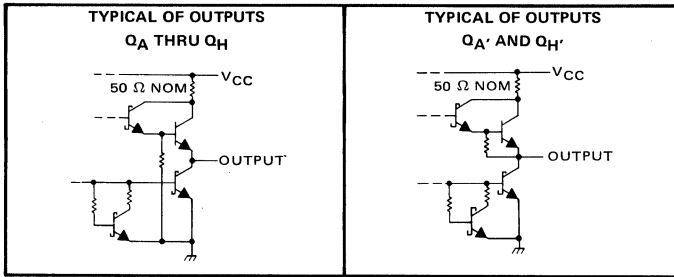 TYPICAL OF OUTPUTS
QA THRU QH
VCC
50 Ω NOM
OUTPUT
TYPICAL OF OUTPUTS
QA' AND QH'
VCC
50 Ω NOM
OUTPUT